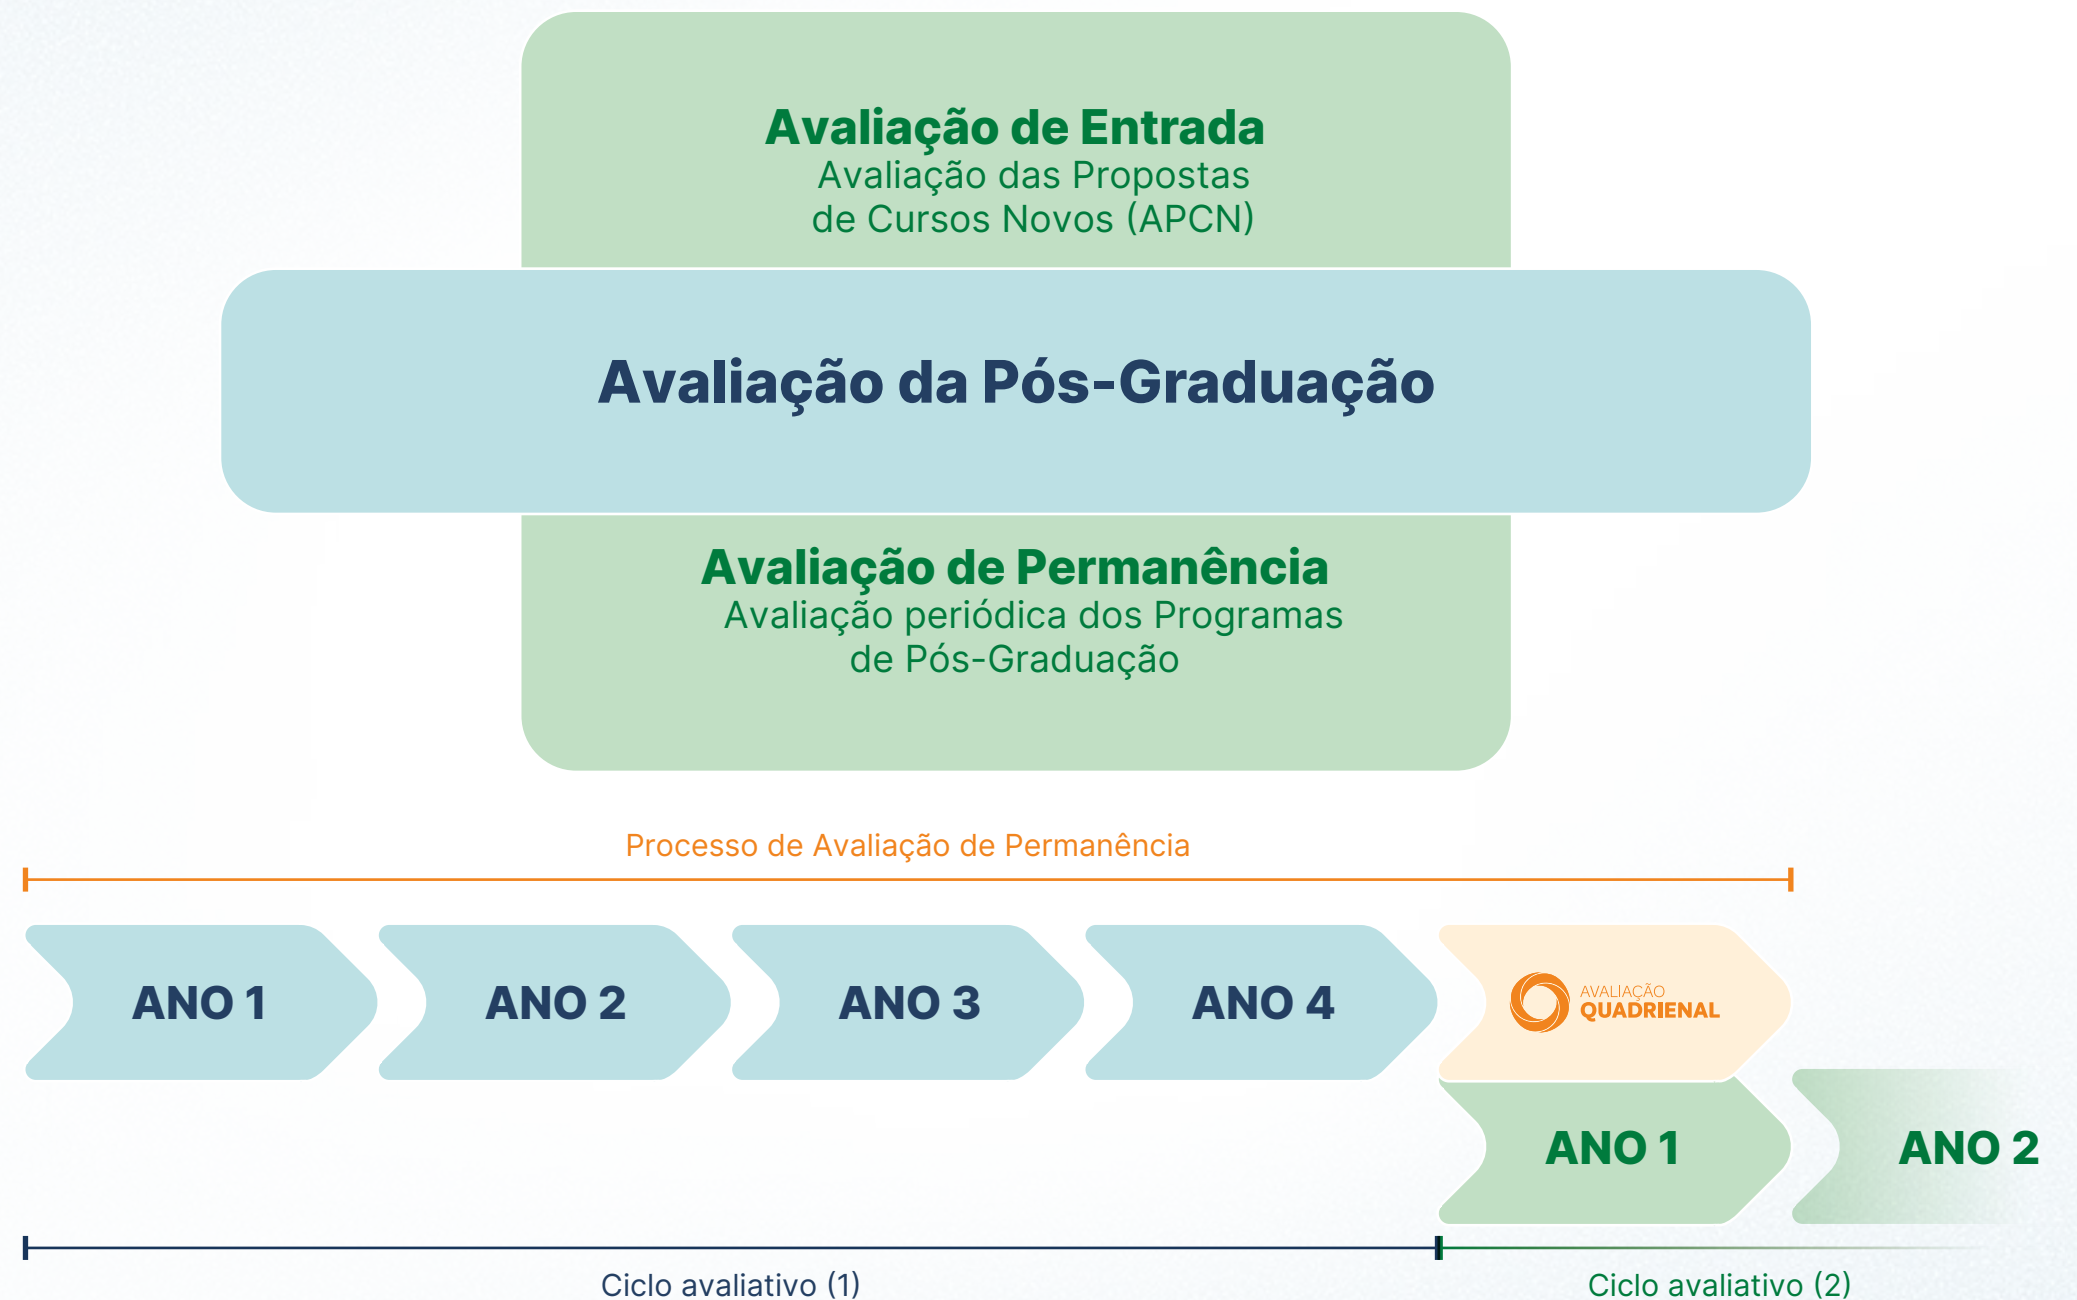 Avaliação de Entrada
Avaliação das Propostas
de Cursos Novos (APCN)
Avaliação da Pós-Graduação
Avaliação de Permanência
Avaliação periódica dos Programas
de Pós-Graduação
Processo de Avaliação de Permanência
ANO 1
ANO 2
ANO 3
ANO 4
AVALIAÇÃO
QUADRIENAL
ANO 1
ANO 2
Ciclo avaliativo (1)
Ciclo avaliativo (2)